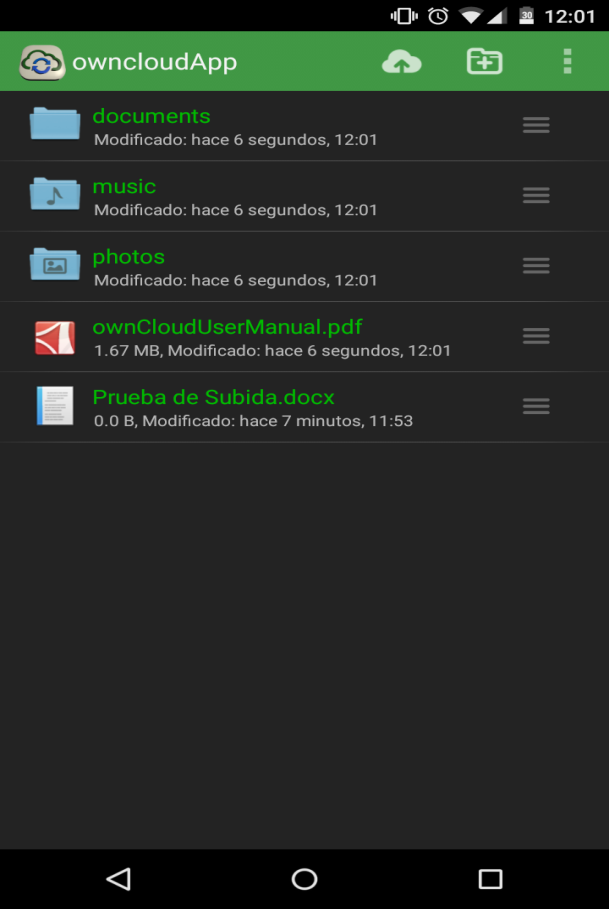 30 12:01
owncloudApp
documents
Modificado: hace 6 segundos, 12:01
music
Modificado: hace 6 segundos, 12:01
photos
Modificado: hace 6 segundos, 12:01
ownCloudUserManual.pdf
1.67 MB, Modificado: hace 6 segundos, 12:01
Prueba de Subida.docx
0.0 B, Modificado: hace 7 minutos, 11:53